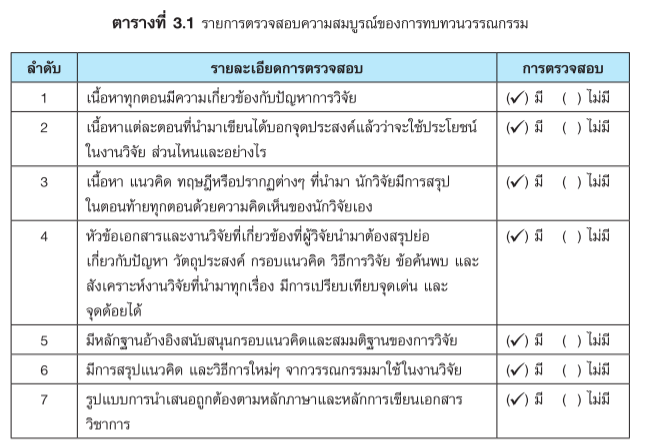 ตารางที่ 3.1 รายการตรวจสอบความสมบูรณ์ของการทบทวนวรรณกรรม
ลำดับ รายละเอียดการตรวจสอบ การตรวจสอบ
1 เนื้อหาทุกตอนมีความเกี่ยวข้องกับปัญหาการวิจัย (✓) มี ( ) ไม่มี
2 เนื้อหาแต่ละตอนที่นำมาเขียนได้บอกจุดประสงค์แล้วว่าจะใช้ประโยชน์ (✓) มี ( ) ไม่มี
ในงานวิจัย ส่วนไหนและอย่างไร
3 เนื้อหา แนวคิด ทฤษฎีหรือปรากฏต่างๆ ที่นำมา นักวิจัยมีการสรุป (✓) มี ( ) ไม่มี
ในตอนท้ายทุกตอนด้วยความคิดเห็นของนักวิจัยเอง
4 หัวข้อเอกสารและงานวิจัยที่เกี่ยวข้องที่ผู้วิจัยนำมาต้องสรุปย่อ (✓) มี ( ) ไม่มี
เกี่ยวกับปัญหา วัตถุประสงค์ กรอบแนวคิด วิธีการวิจัย ข้อค้นพบ และ
สังเคราะห์งานวิจัยที่นำมาทุกเรื่อง มีการเปรียบเทียบจุดเด่น และ
จุดด้อยได้
5 มีหลักฐานอ้างอิงสนับสนุนกรอบแนวคิดและสมมติฐานของการวิจัย (✓) มี ( ) ไม่มี
6 มีการสรุปแนวคิด และวิธีการใหม่ๆ จากวรรณกรรมมาใช้ในงานวิจัย (✓) มี ( ) ไม่มี
7 รูปแบบการนำเสนอถูกต้องตามหลักภาษาและหลักการเขียนเอกสาร (✓) มี ( ) ไม่มี
วิชาการ